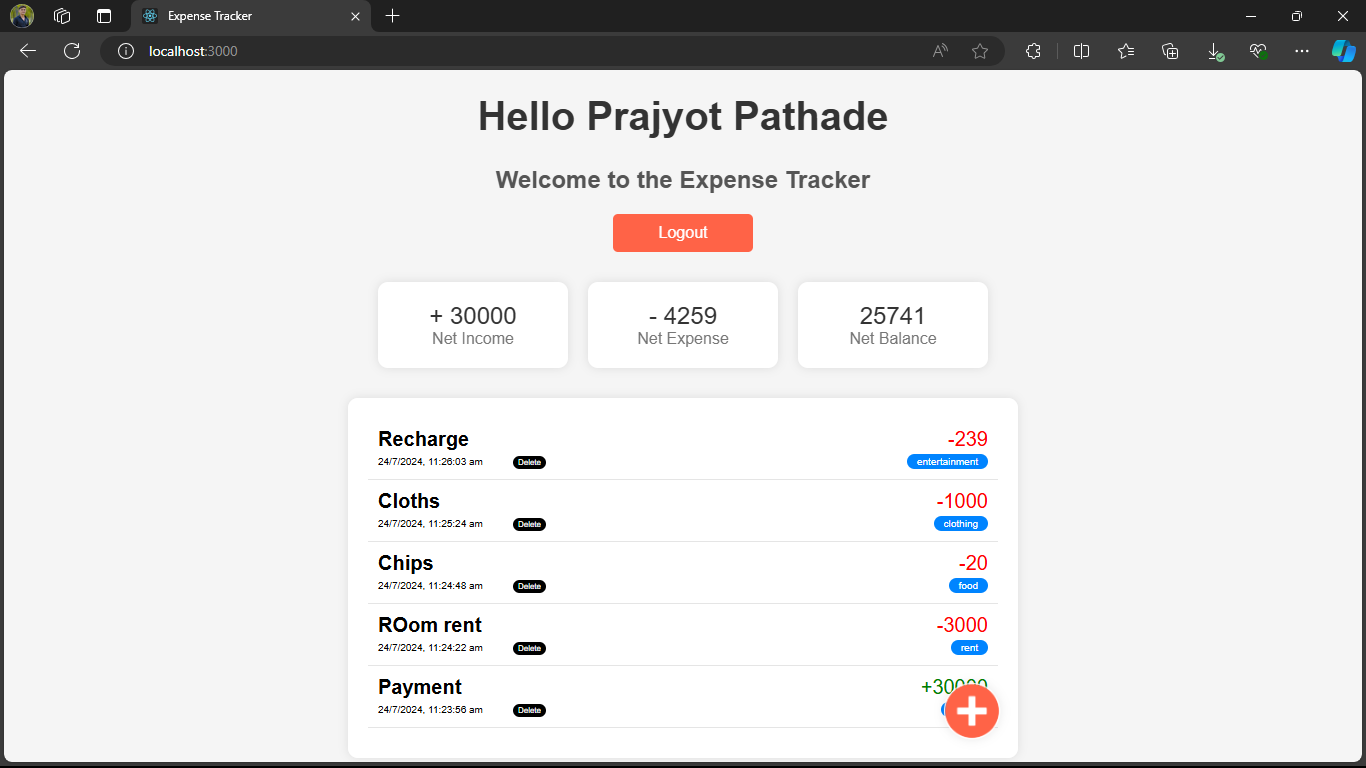 Expense Tracker
localhost:3000
Hello Prajyot Pathade
Welcome to the Expense Tracker
Logout
+ 30000
Net Income
- 4259
Net Expense
25741
Net Balance
Recharge
-239
24/7/2024, 11:26:03 am
Delete
entertainment
Cloths
-1000
24/7/2024, 11:25:24 am
Delete
clothing
Chips
-20
24/7/2024, 11:24:48 am
Delete
food
ROom rent
-3000
24/7/2024, 11:24:22 am
Delete
rent
Payment
+30000
24/7/2024, 11:23:56 am
Delete